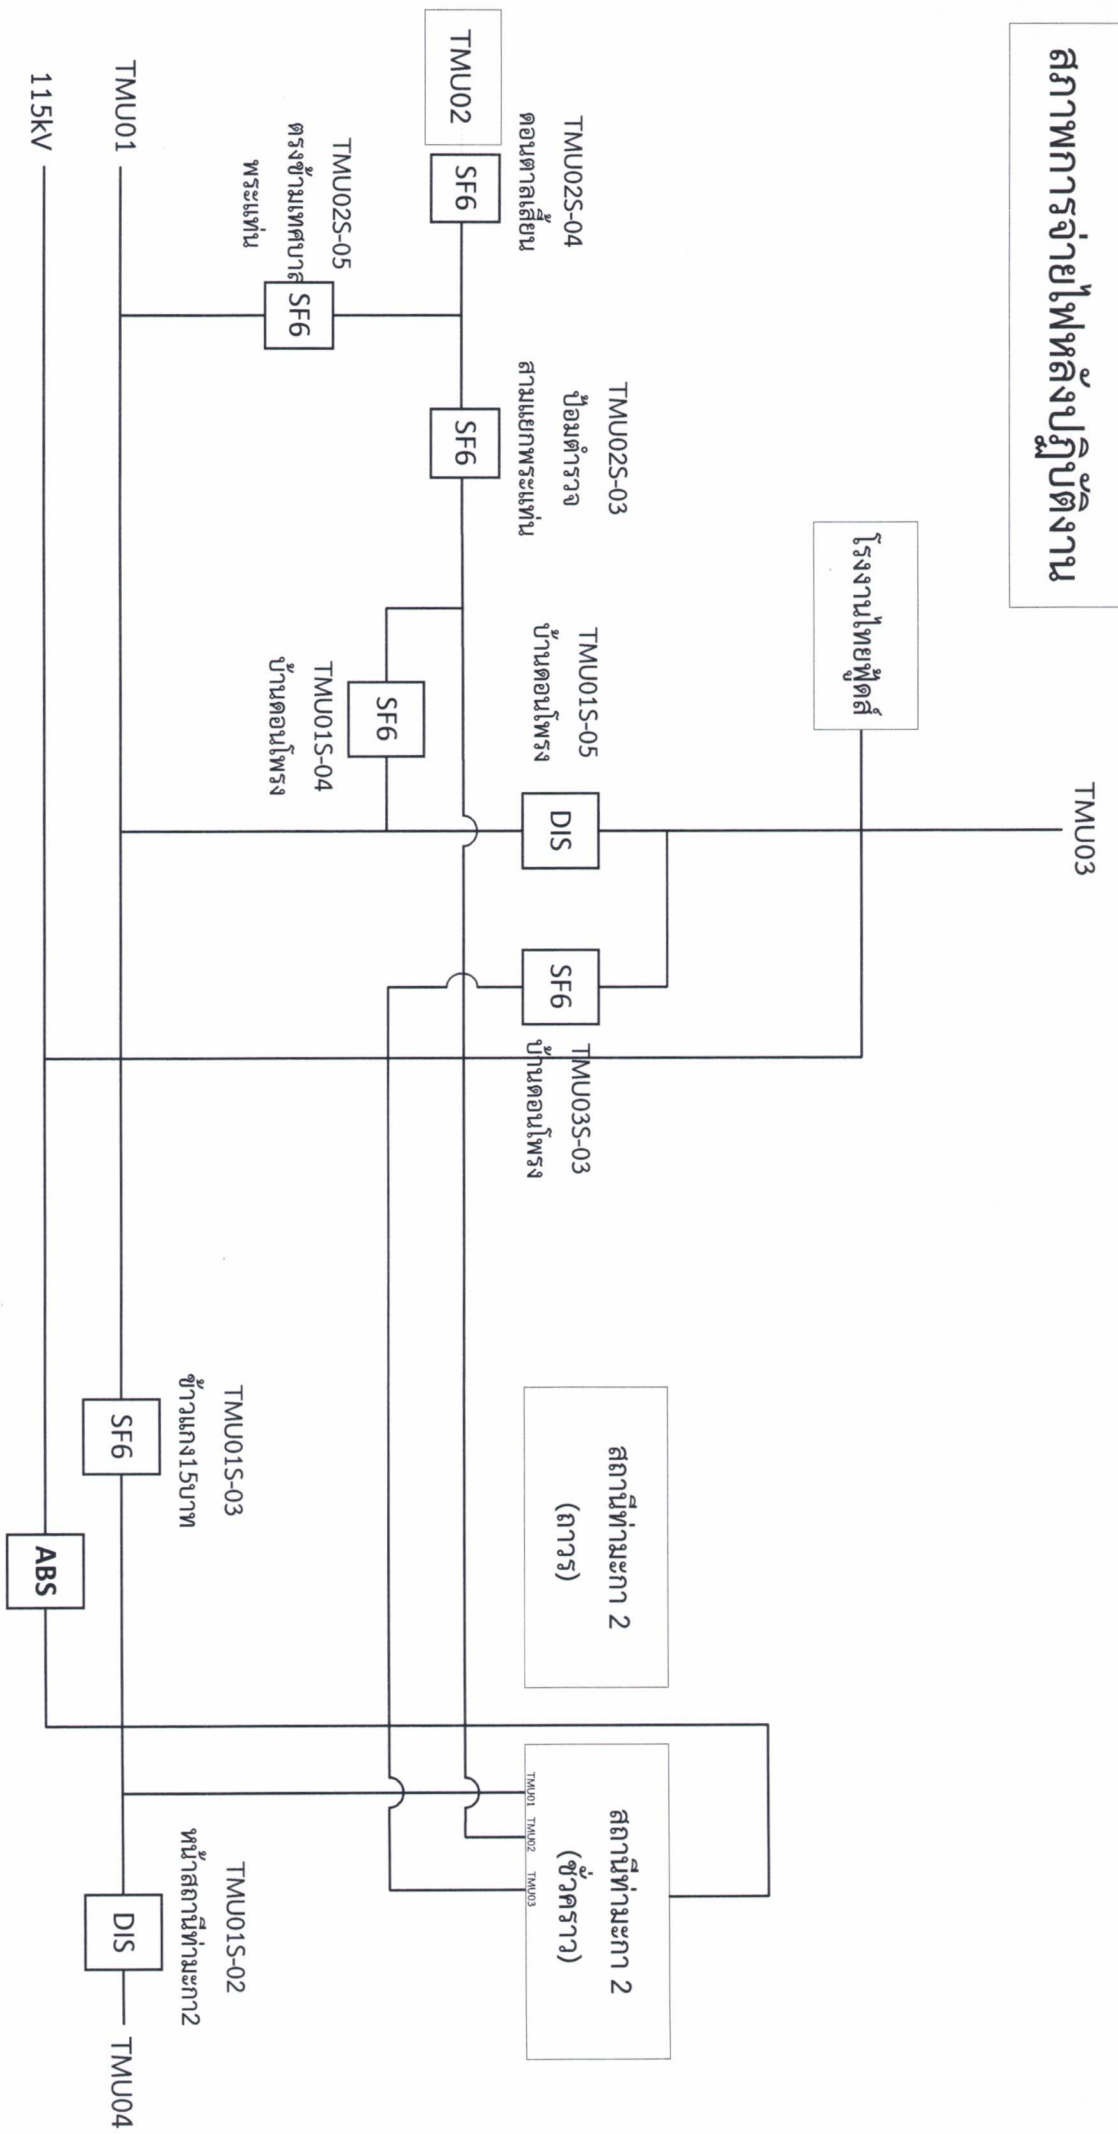 สภาพการจ่ายไฟหลังปฏิบัติงาน
TMU03
โรงงานไทยฟู้ดส์
TMU02S-04
ดอนตาลเสี้ยน
TMU02
SF6
TMU02S-03
ป้อมตำรวจ
สามแยกพระแท่น
SF6
TMU01S-05
บ้านดอนโพรง
DIS
SF6
TMU03S-03
บ้านดอนโพรง
สถานีท่ามะกา 2
(ถาวร)
สถานีท่ามะกา 2
(ชั่วคราว)
TMU01
TMU02
TMU03
TMU02S-05
ตรงข้ามเทศบาล
พระแท่น
SF6
SF6
TMU01S-04
บ้านดอนโพรง
TMU01S-03
ข้าวแกง15บาท
TMU01S-02
หน้าสถานีท่ามะกา2
TMU01
SF6
DIS
TMU04
115kV
ABS